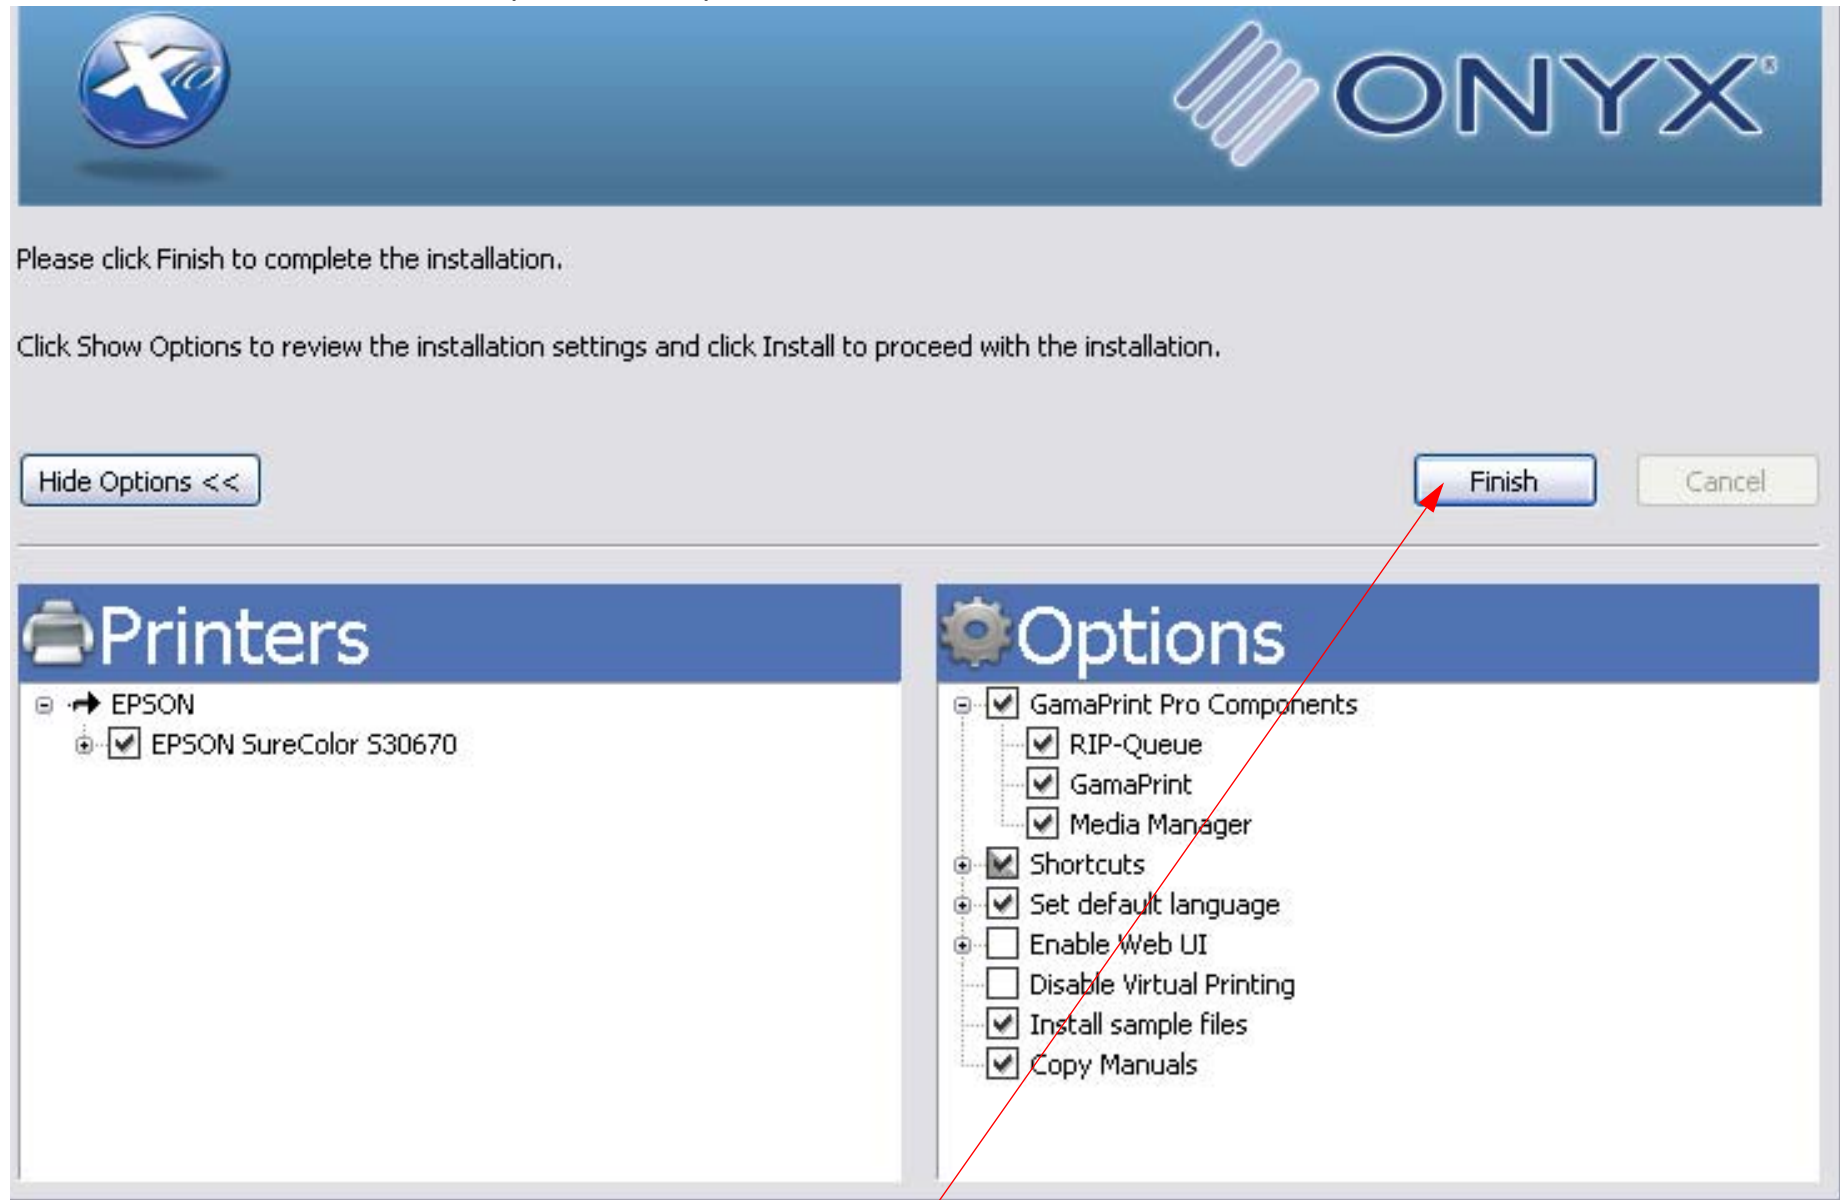 X10
ONYX®
Please click Finish to complete the installation.
Click Show Options to review the installation settings and click Install to proceed with the installation.
Hide Options <<
Finish
Cancel
Printers
EPSON
EPSON SureColor S30670
Options
GamaPrint Pro Components
RIP-Queue
GamaPrint
Media Manager
Shortcuts
Set default language
Enable Web UI
Disable Virtual Printing
Install sample files
Copy Manuals